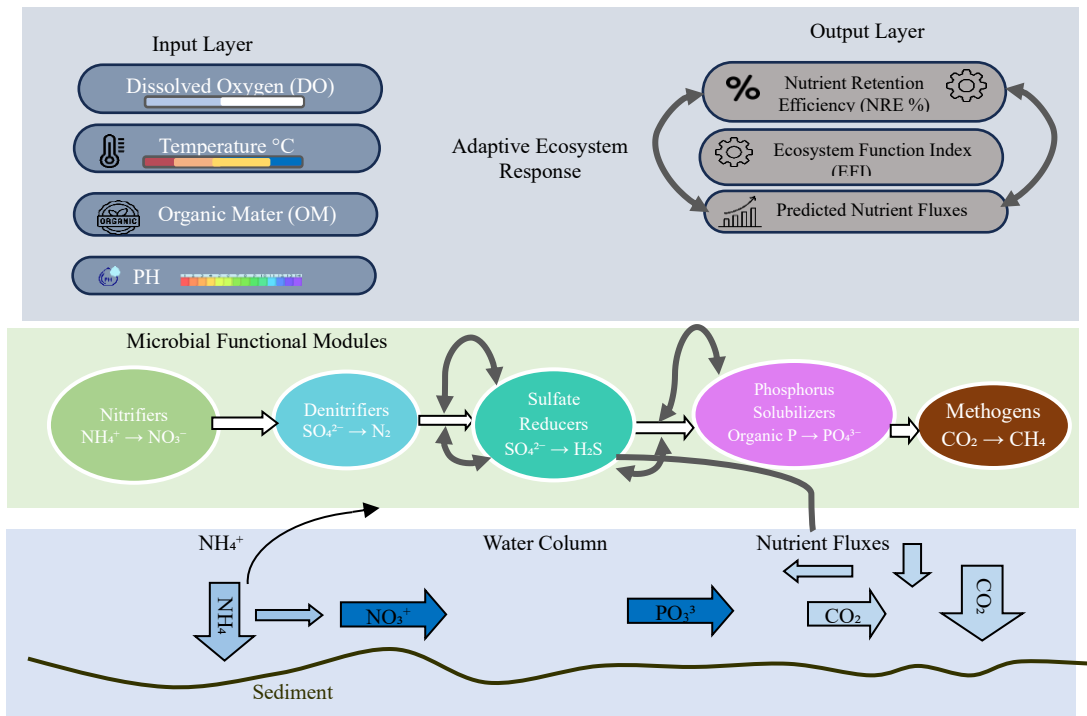 Input Layer
Output Layer
Dissolved Oxygen (DO)
Temperature °C
ORGANIC
Organic Mater (OM)
PH
PH
Adaptive Ecosystem
Response
%
Nutrient Retention
Efficiency (NRE %)
Ecosystem Function Index
(EFI)
Predicted Nutrient Fluxes
Microbial Functional Modules
Nitrifiers
NH₄⁺ → NO₃⁻
Denitrifiers
SO₄²⁻ → N₂
Sulfate
Reducers
SO₄²⁻ → H₂S
Phosphorus
Solubilizers
Organic P → PO₄³⁻
Methogens
CO₂ → CH₄
NH₄⁺
Water Column
Nutrient Fluxes
NH₄
NO₃⁺
PO₃³
CO₂
CO₂
Sediment